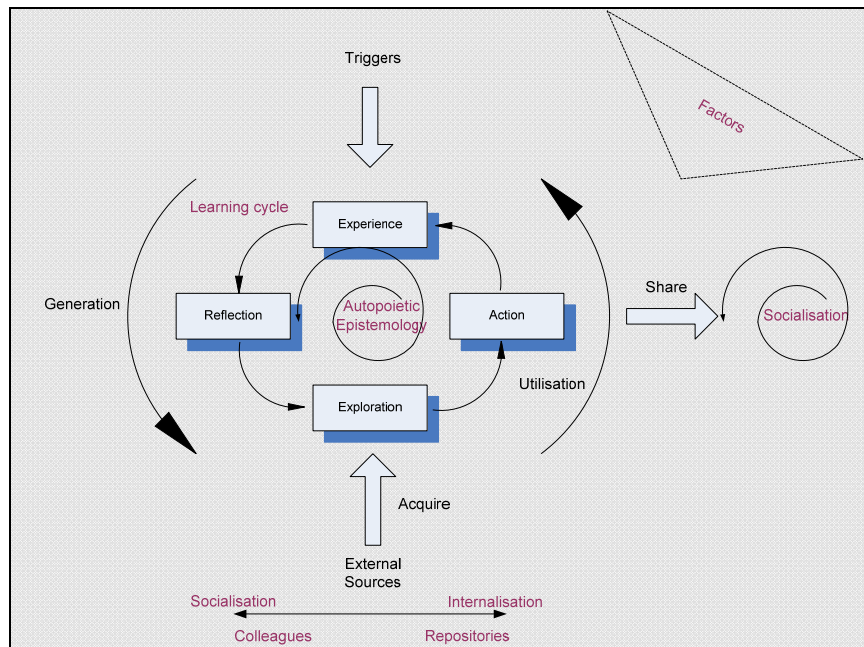 Triggers
Factors
Learning cycle
Experience
Generation
Reflection
Autopoietic
Epistemology
Action
Share
Socialisation
Utilisation
Exploration
Acquire
External
Sources
Socialisation
Internalisation
Colleagues
Repositories